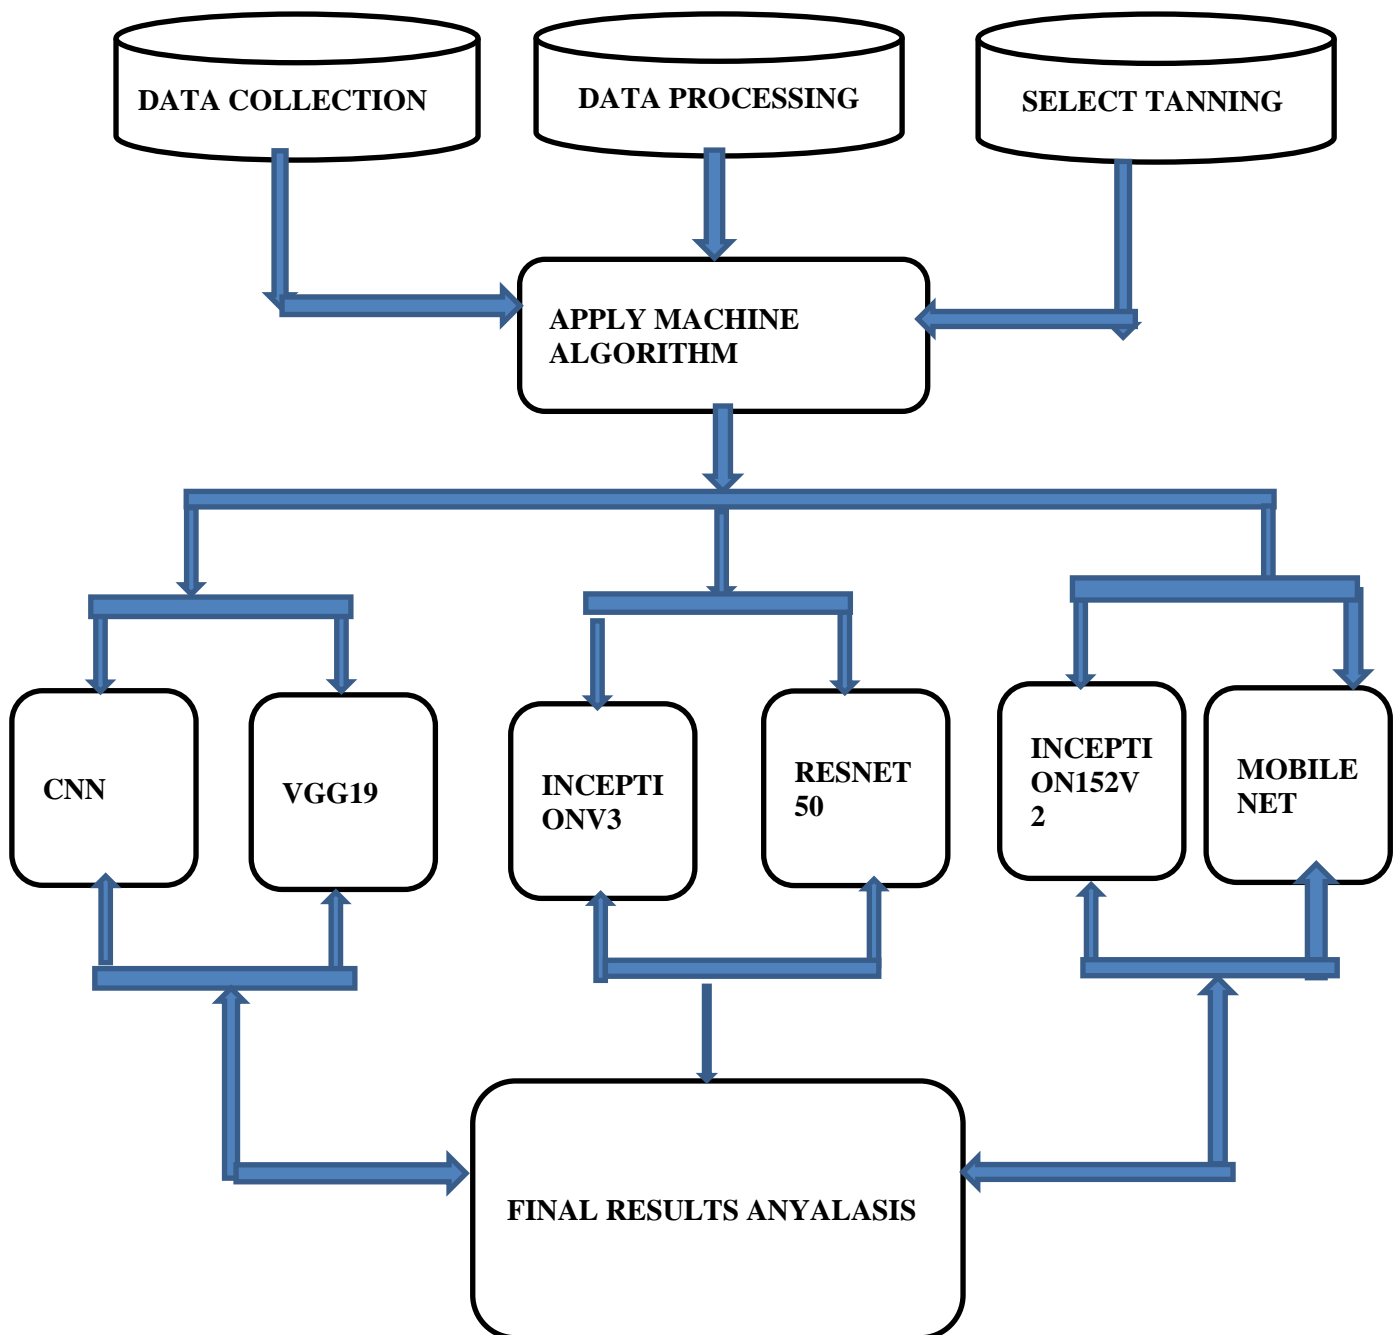 DATA COLLECTION
DATA PROCESSING
SELECT TANNING
APPLY MACHINE
ALGORITHM
CNN
VGG19
INCEPTI
ONV3
RESNET
50
INCEPTI
ON152V
2
MOBILE
NET
FINAL RESULTS ANYALASIS